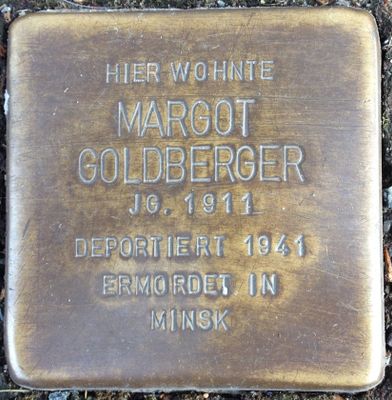 HIER WOHNTE
MARGOT
GOLDBERGER
JG. 1911
DEPORTIERT 1941
ERMORDET IN
MINSK